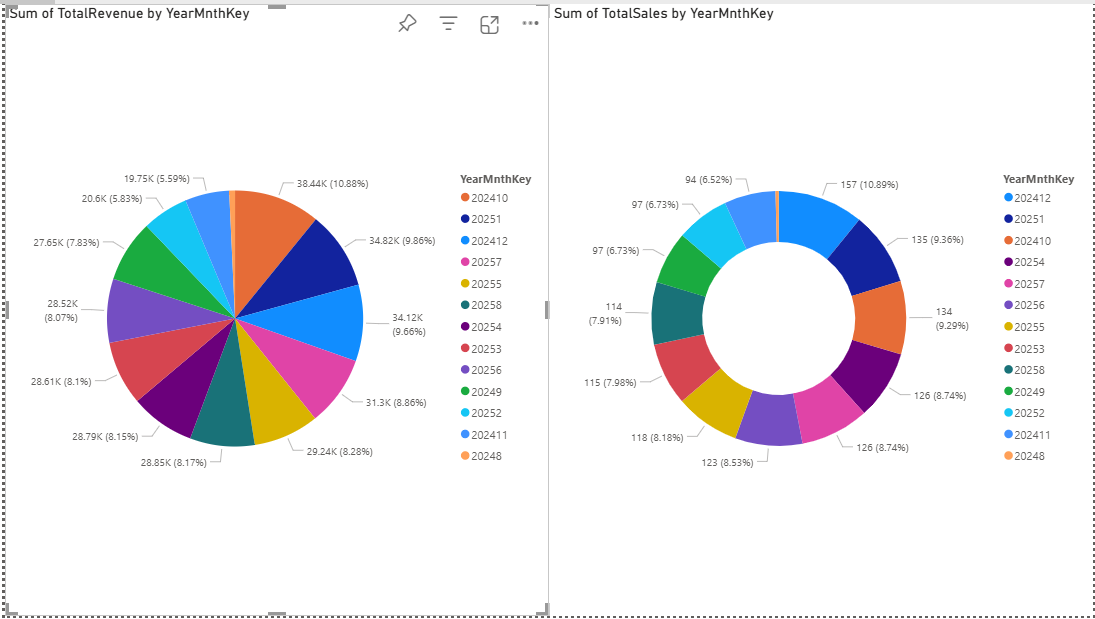 Sum of TotalRevenue by YearMnthKey
38.44K (10.88%)
34.82K (9.86%)
34.12K
(9.66%)
31.3K (8.86%)
29.24K (8.28%)
28.85K (8.17%)
28.79K (8.15%)
28.61K (8.1%)
28.52K
(8.07%)
27.65K (7.83%)
20.6K (5.83%)
19.75K (5.59%)
YearMnthKey
202410
20251
202412
20257
20255
20258
20254
20253
20256
20249
20252
202411
20248
Sum of TotalSales by YearMnthKey
157 (10.89%)
135 (9.36%)
134
(9.29%)
126 (8.74%)
126 (8.74%)
123 (8.53%)
118 (8.18%)
115 (7.98%)
114
(7.91%)
97 (6.73%)
97 (6.73%)
94 (6.52%)
YearMnthKey
202412
20251
202410
20254
20257
20256
20255
20253
20258
20249
20252
202411
20248